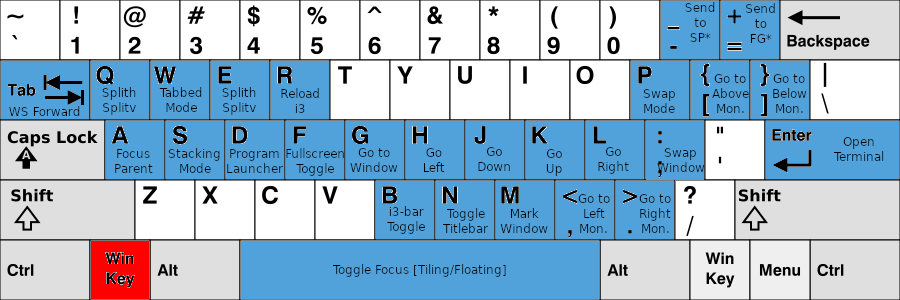 ~ ! @ # $ % ^ & * ( ) _ Send to SP* + Send to FG*
` 1 2 3 4 5 6 7 8 9 0 - = Backspace
Tab WS Forward
Q Splith Splitv
W Tabbed Mode
E Splith Splitv
R Reload i3
T Y U I O
P Swap Mode
{ [ Go to Above Mon.
} ] Go to Below Mon.
| \
Caps Lock A
A Focus Parent
S Stacking Mode
D Program Launcher
F Fullscreen Toggle
G Go to Window
H Go Left
J Go Down
K Go Up
L Go Right
: ; Swap Window
" '
Enter Open Terminal
Shift
Z X C V
B i3-bar Toggle
N Toggle Titlebar
M Mark Window
< , Go to Left Mon.
> . Go to Right Mon.
? /
Shift
Ctrl
Win Key
Alt
Toggle Focus [Tiling/Floating]
Alt
Win Key
Menu
Ctrl